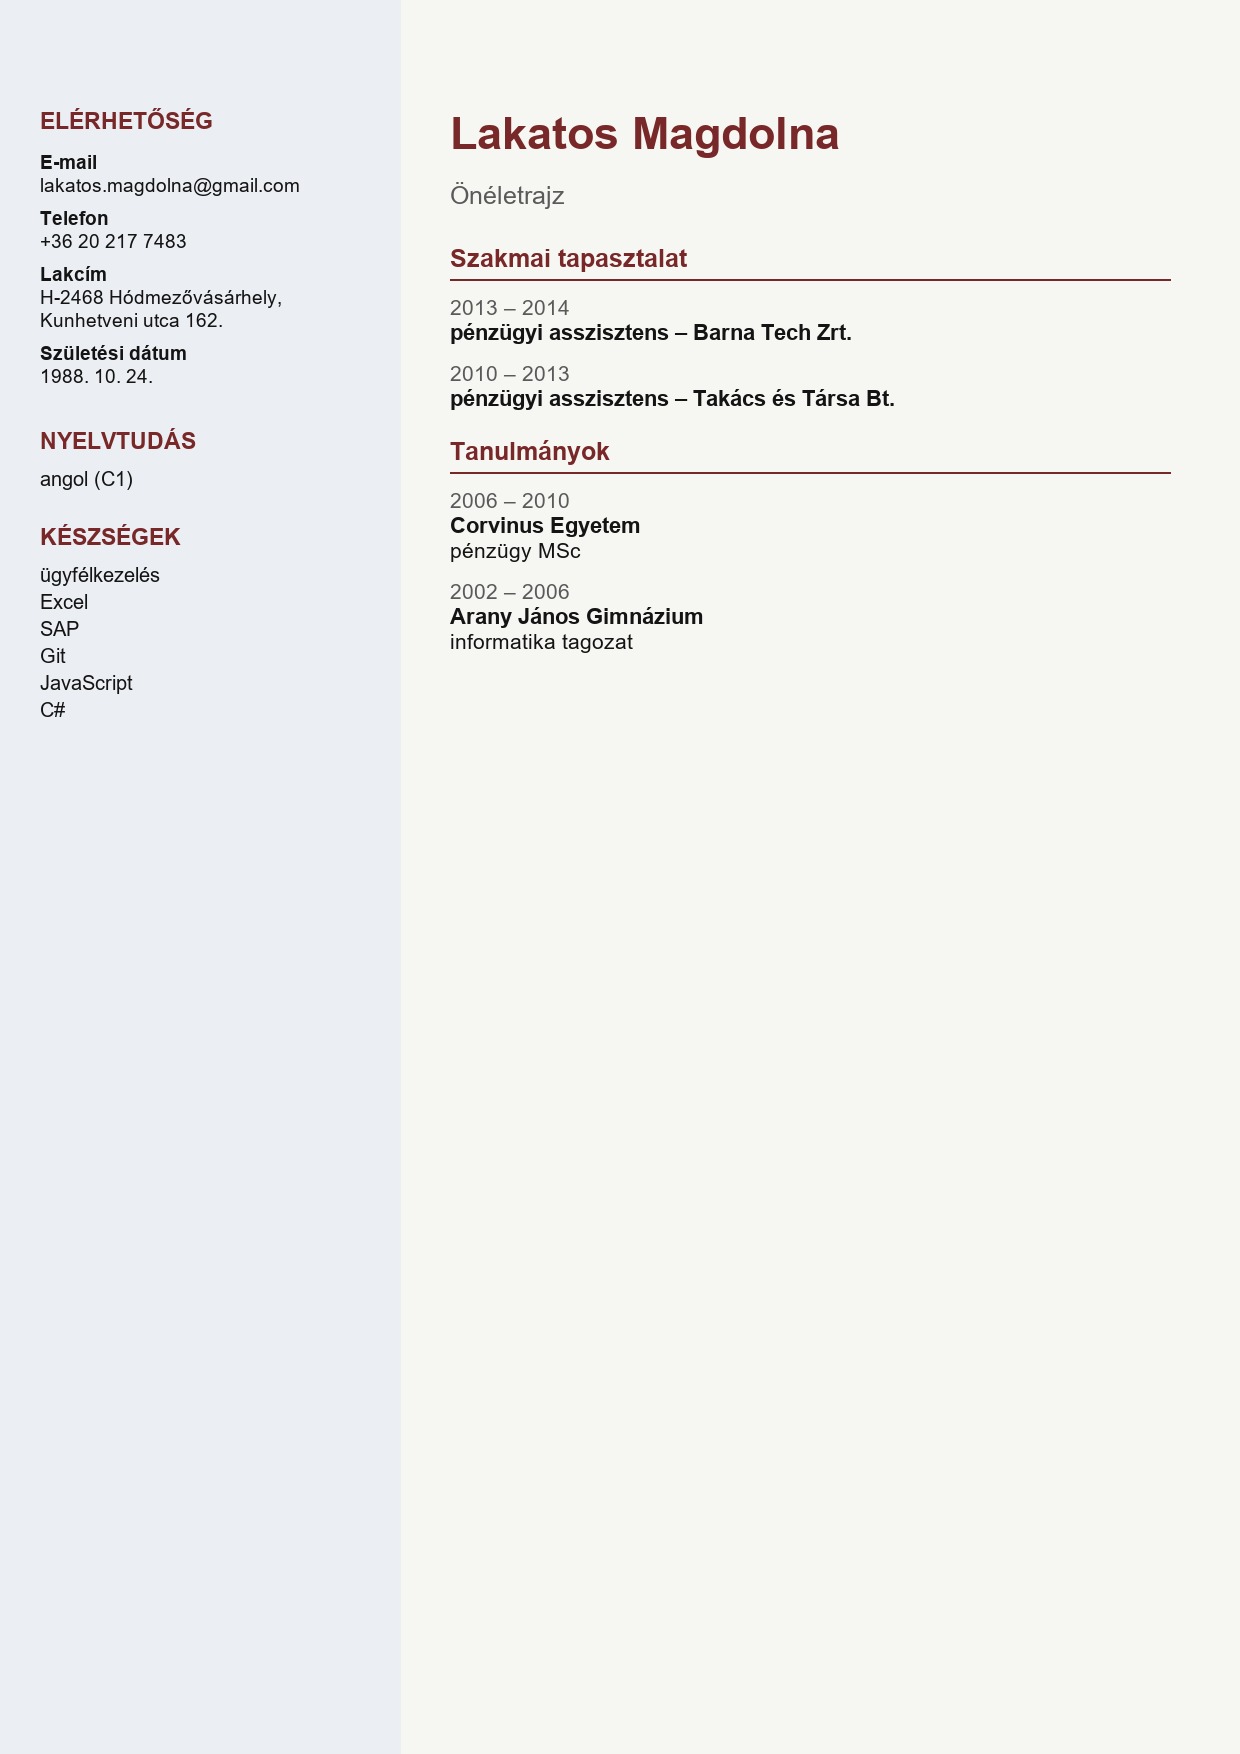 ELÉRHETŐSÉG
E-mail
lakatos.magdolna@gmail.com
Telefon
+36 20 217 7483
Lakcím
H-2468 Hódmezővásárhely,
Kunhetveni utca 162.
Születési dátum
1988. 10. 24.
NYELVTUDÁS
angol (C1)
KÉSZSÉGEK
ügyfélkezelés
Excel
SAP
Git
JavaScript
C#
Lakatos Magdolna
Önéletrajz
Szakmai tapasztalat
2013 – 2014
pénzügyi asszisztens – Barna Tech Zrt.
2010 – 2013
pénzügyi asszisztens – Takács és Társa Bt.
Tanulmányok
2006 – 2010
Corvinus Egyetem
pénzügy MSc
2002 – 2006
Arany János Gimnázium
informatika tagozat